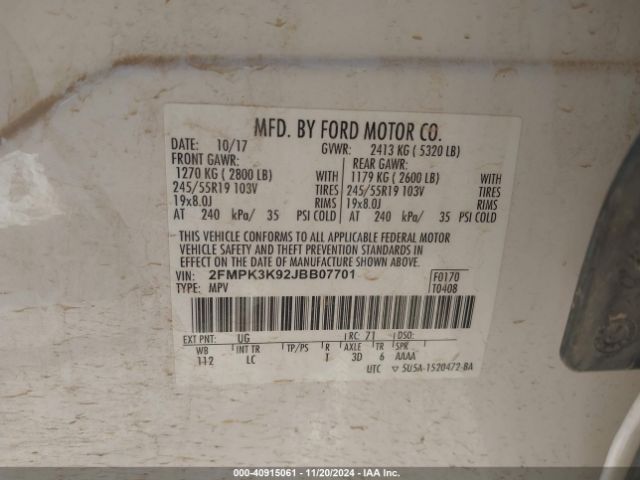 MFD. BY FORD MOTOR CO.
DATE: 10/17 GVWR: 2413 KG ( 5320 LB)
FRONT GAWR: REAR GAWR:
1270 KG ( 2800 LB) WITH 1179 KG ( 2600 LB) WITH
245/55R19 103V TIRES 245/55R19 103V TIRES
19x8.0J RIMS 19x8.0J RIMS
AT 240 kPa/ 35 PSI COLD AT 240 kPa/ 35 PSI COLD
THIS VEHICLE CONFORMS TO ALL APPLICABLE FEDERAL MOTOR
VEHICLE SAFETY AND THEFT PREVENTION STANDARDS IN
EFFECT ON THE DATE OF MANUFACTURE SHOWN ABOVE.
VIN: 2FMPK3K92JBB07701 F0170
TYPE: MPV T0408
EXT PNT: UG RC: 71 DSO:
WB INT TR TP/PS R AXLE TR SPR
112 LC T 3D 6 AAAA
UTC ▽ 5U5A-1520472-BA
000-40915061 - 11/20/2024 - IAA Inc.